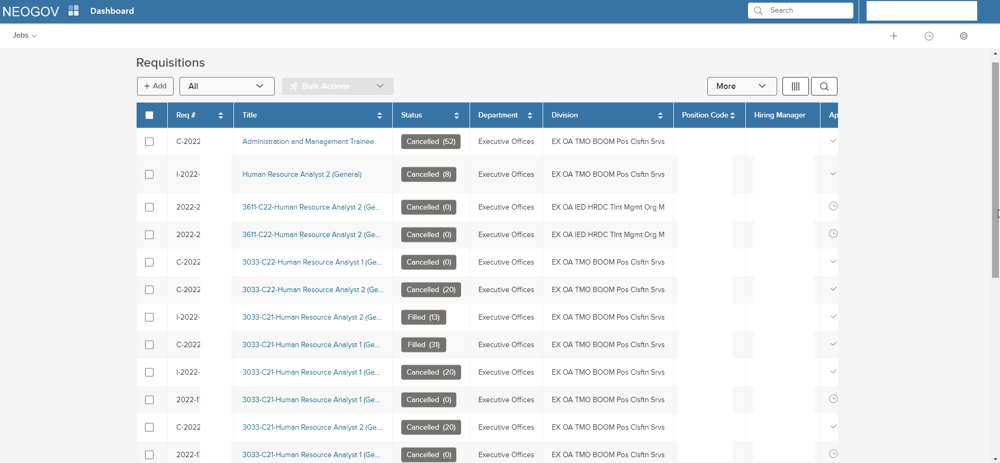 NEOGOV Dashboard Search
Jobs
Requisitions
+ Add All Bulk Actions More
Req # Title Status Department Division Position Code Hiring Manager Ap
C-2022 Administration and Management Trainee Cancelled (52) Executive Offices EX OA TMO BOOM Pos Clsftn Srvs
I-2022- Human Resource Analyst 2 (General) Cancelled (8) Executive Offices EX OA TMO BOOM Pos Clsftn Srvs
2022-2 3611-C22-Human Resource Analyst 2 (Ge... Cancelled (0) Executive Offices EX OA IED HRDC Tlnt Mgmt Org M
2022-2 3611-C22-Human Resource Analyst 2 (Ge... Cancelled (0) Executive Offices EX OA IED HRDC Tlnt Mgmt Org M
C-2022 3033-C22-Human Resource Analyst 1 (Ge... Cancelled (0) Executive Offices EX OA TMO BOOM Pos Clsftn Srvs
C-2022 3033-C22-Human Resource Analyst 2 (Ge... Cancelled (20) Executive Offices EX OA TMO BOOM Pos Clsftn Srvs
I-2022- 3033-C21-Human Resource Analyst 2 (Ge... Filled (13) Executive Offices EX OA TMO BOOM Pos Clsftn Srvs
C-2022 3033-C21-Human Resource Analyst 1 (Ge... Filled (31) Executive Offices EX OA TMO BOOM Pos Clsftn Srvs
I-2022- 3033-C21-Human Resource Analyst 1 (Ge... Cancelled (20) Executive Offices EX OA TMO BOOM Pos Clsftn Srvs
2022-17 3033-C21-Human Resource Analyst 1 (Ge... Cancelled (0) Executive Offices EX OA TMO BOOM Pos Clsftn Srvs
C-2022 3033-C21-Human Resource Analyst 2 (Ge... Cancelled (20) Executive Offices EX OA TMO BOOM Pos Clsftn Srvs
2022-17 3033-C21-Human Resource Analyst 1 (Ge... Cancelled (0) Executive Offices EX OA TMO BOOM Pos Clsftn Srvs